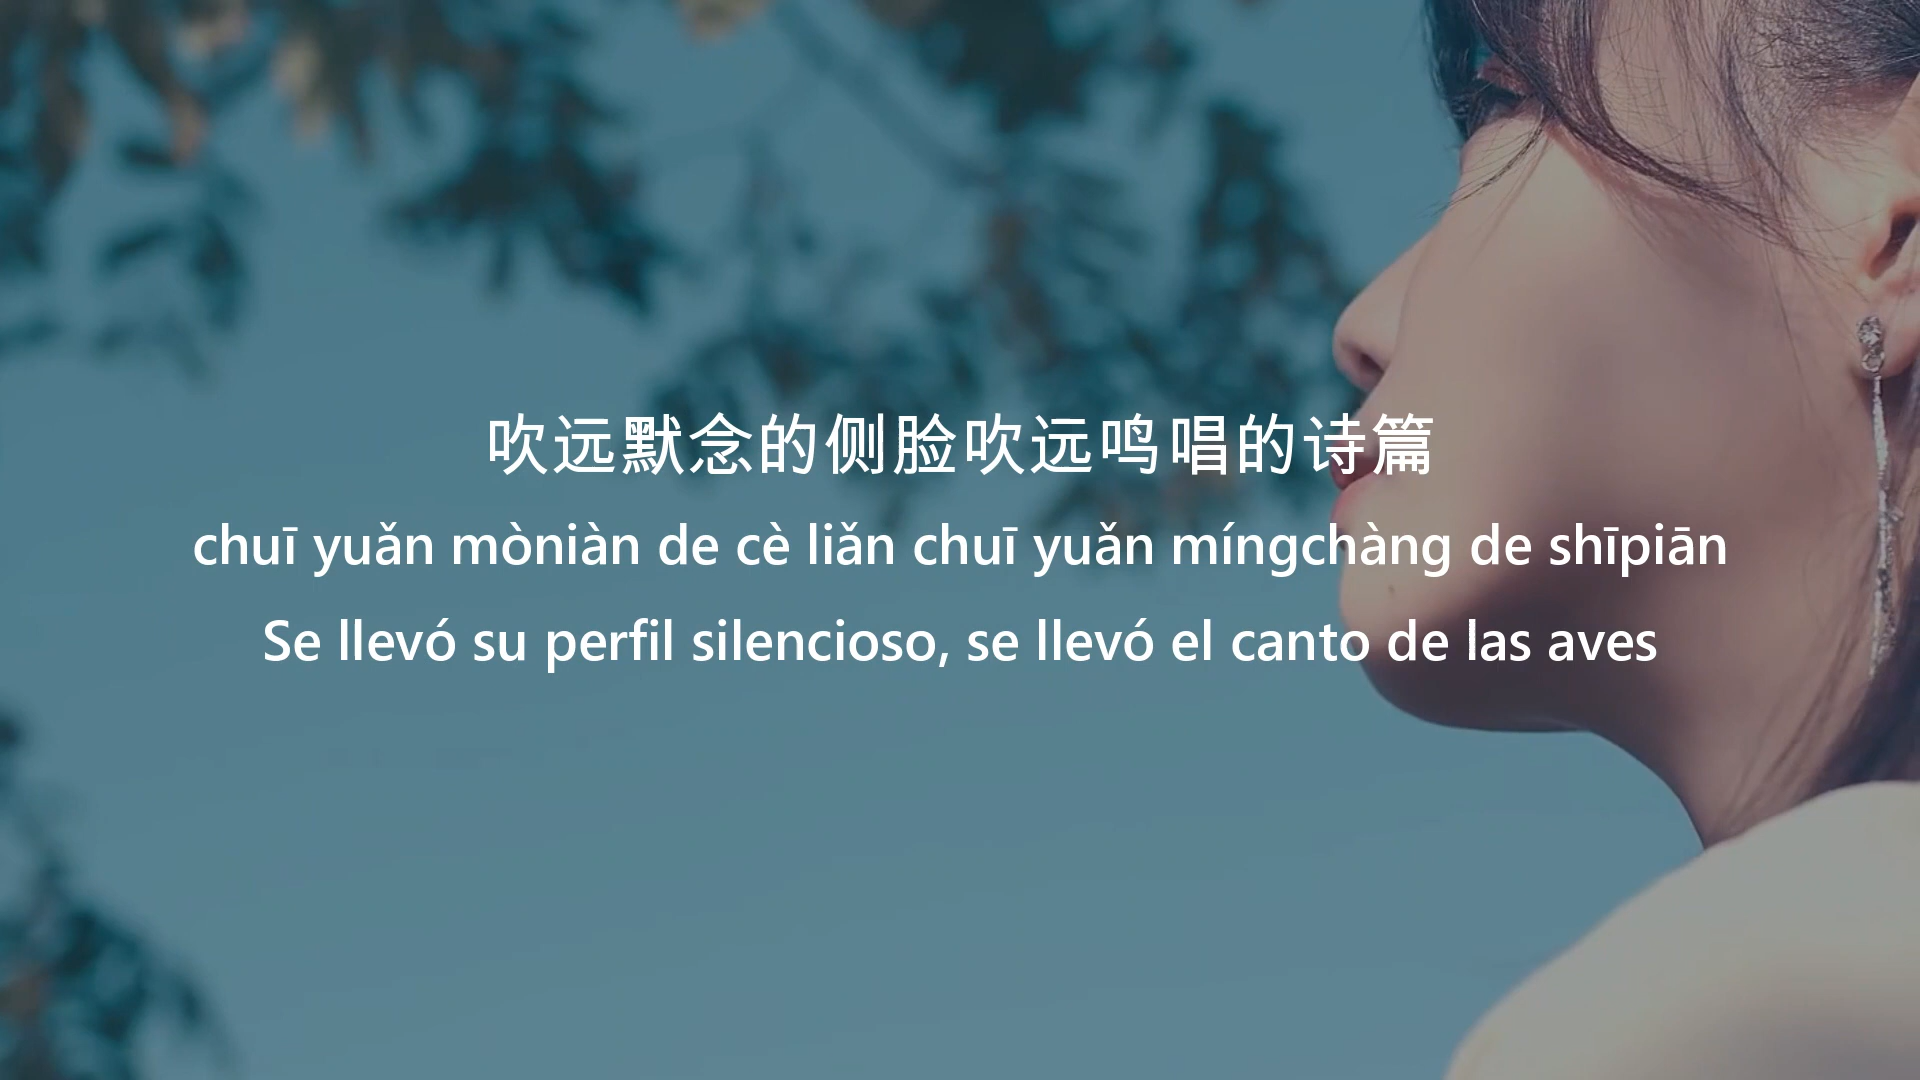 吹远默念的侧脸吹远鸣唱的诗篇
chuī yuǎn mòniàn de cè liǎn chuī yuǎn míngchàng de shīpiān
Se llevó su perfil silencioso, se llevó el canto de las aves